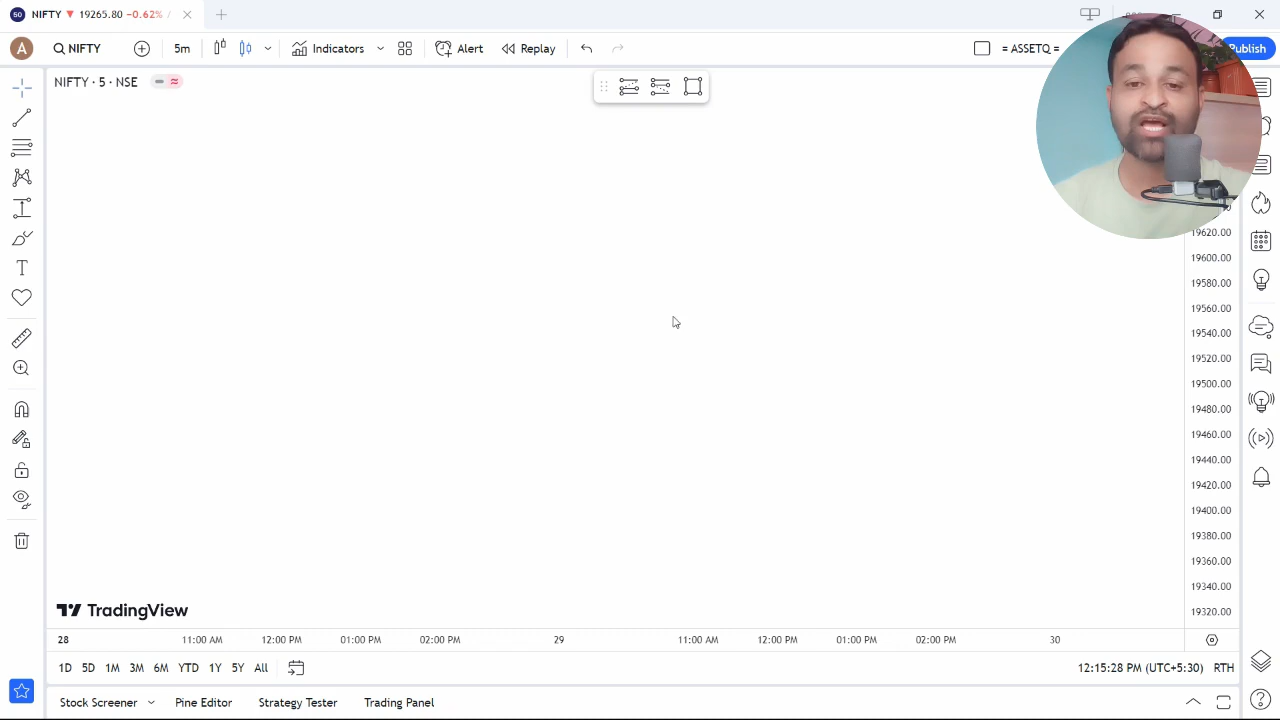 NIFTY 19265.80 −0.62% /
A NIFTY 5m Indicators Alert Replay = ASSETQ = Publish
NIFTY · 5 · NSE
19620.00
19600.00
19580.00
19560.00
19540.00
19520.00
19500.00
19480.00
19460.00
19440.00
19420.00
19400.00
19380.00
19360.00
19340.00
19320.00
TradingView
28 11:00 AM 12:00 PM 01:00 PM 02:00 PM 29 11:00 AM 12:00 PM 01:00 PM 02:00 PM 30
1D 5D 1M 3M 6M YTD 1Y 5Y All 12:15:28 PM (UTC+5:30) RTH
Stock Screener Pine Editor Strategy Tester Trading Panel